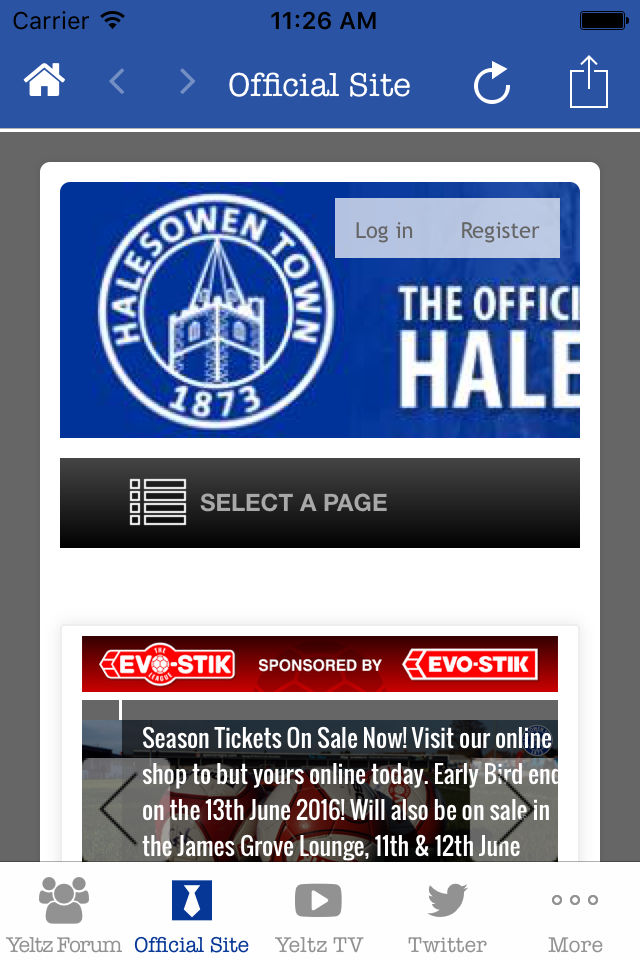 Carrier 11:26 AM
Official Site
Log in Register
HALESOWEN TOWN
1873
THE OFFICI
HALE
SELECT A PAGE
THE EVO-STIK LEAGUE SPONSORED BY EVO-STIK
Season Tickets On Sale Now! Visit our online
shop to but yours online today. Early Bird end
on the 13th June 2016! Will also be on sale in
the James Grove Lounge, 11th & 12th June
Yeltz Forum Official Site Yeltz TV Twitter More